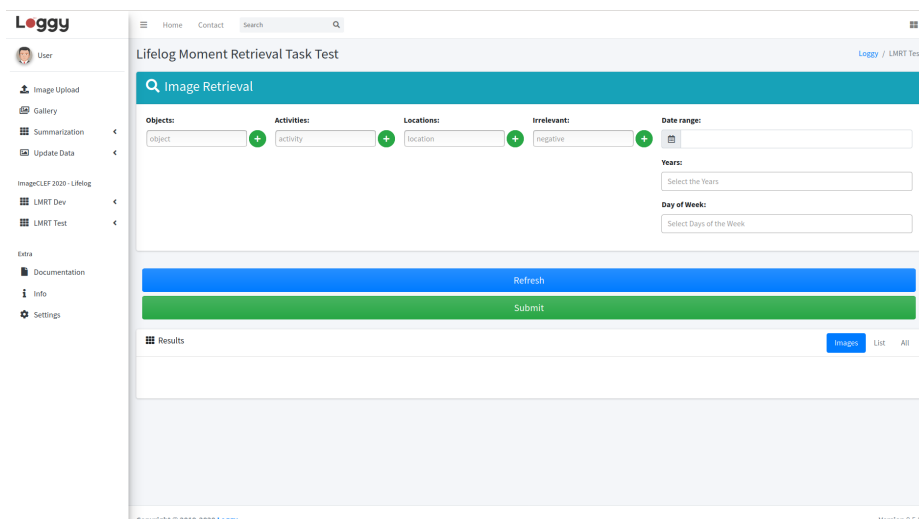 Loggy
Home Contact Search
User
Lifelog Moment Retrieval Task Test
Loggy / LMRT Tes
Image Upload
Gallery
Summarization
Update Data
ImageCLEF 2020 - Lifelog
LMRT Dev
LMRT Test
Extra
Documentation
Info
Settings
Image Retrieval
Objects: Activities: Locations: Irrelevant: Date range:
object activity location negative
Years:
Select the Years
Day of Week:
Select Days of the Week
Refresh
Submit
Results
Images List All